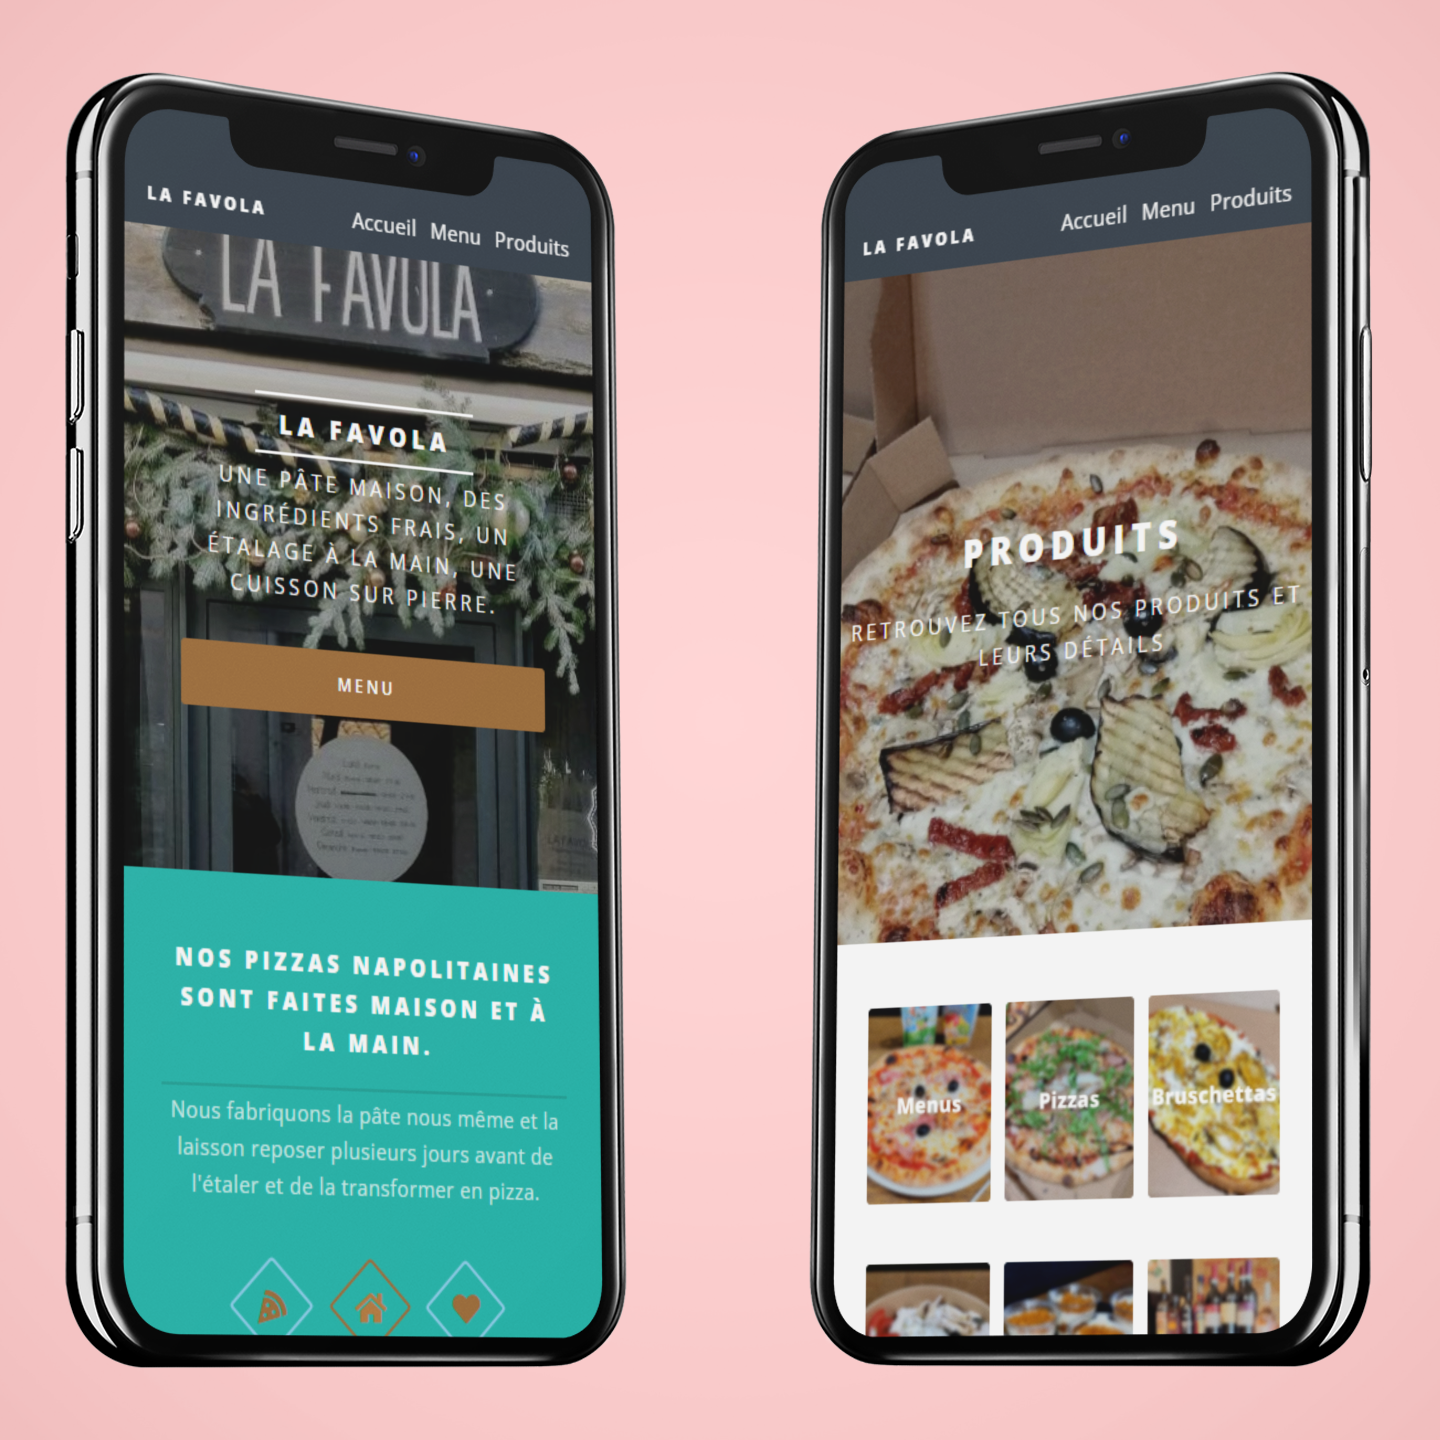 LA FAVOLA
Accueil Menu Produits
LA FAVOLA
LA FAVOLA
UNE PÂTE MAISON, DES
INGRÉDIENTS FRAIS, UN
ÉTALAGE À LA MAIN, UNE
CUISSON SUR PIERRE.
MENU
NOS PIZZAS NAPOLITAINES
SONT FAITES MAISON ET À
LA MAIN.
Nous fabriquons la pâte nous même et la
laisson reposer plusieurs jours avant de
l'étaler et de la transformer en pizza.
LA FAVOLA
Accueil Menu Produits
PRODUITS
RETROUVEZ TOUS NOS PRODUITS ET
LEURS DÉTAILS
Menus
Pizzas
Bruschettas